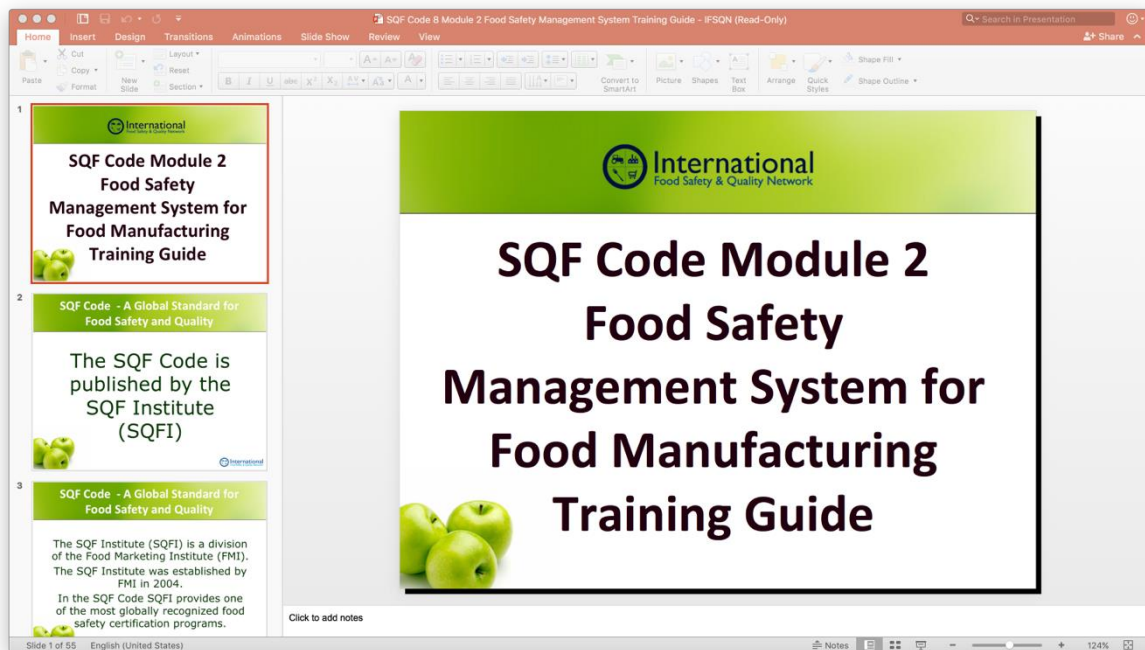 SQF Code 8 Module 2 Food Safety Management System Training Guide - IFSQN (Read-Only)
Search in Presentation
Home Insert Design Transitions Animations Slide Show Review View
Share
Paste
Cut
Copy
Format
New
Slide
Layout
Reset
Section
B I U abc X² X₂ AV Aa A
Convert to
SmartArt
Picture
Shapes
Text
Box
Arrange
Quick
Styles
Shape Fill
Shape Outline
1
International
Food Safety & Quality Network
SQF Code Module 2
Food Safety
Management System for
Food Manufacturing
Training Guide
2
SQF Code - A Global Standard for
Food Safety and Quality
The SQF Code is
published by the
SQF Institute
(SQFI)
International
3
SQF Code - A Global Standard for
Food Safety and Quality
The SQF Institute (SQFI) is a division
of the Food Marketing Institute (FMI).
The SQF Institute was established by
FMI in 2004.
In the SQF Code SQFI provides one
of the most globally recognized food
safety certification programs.
International
Food Safety & Quality Network
SQF Code Module 2
Food Safety
Management System for
Food Manufacturing
Training Guide
Click to add notes
Slide 1 of 55 English (United States)
Notes
124%